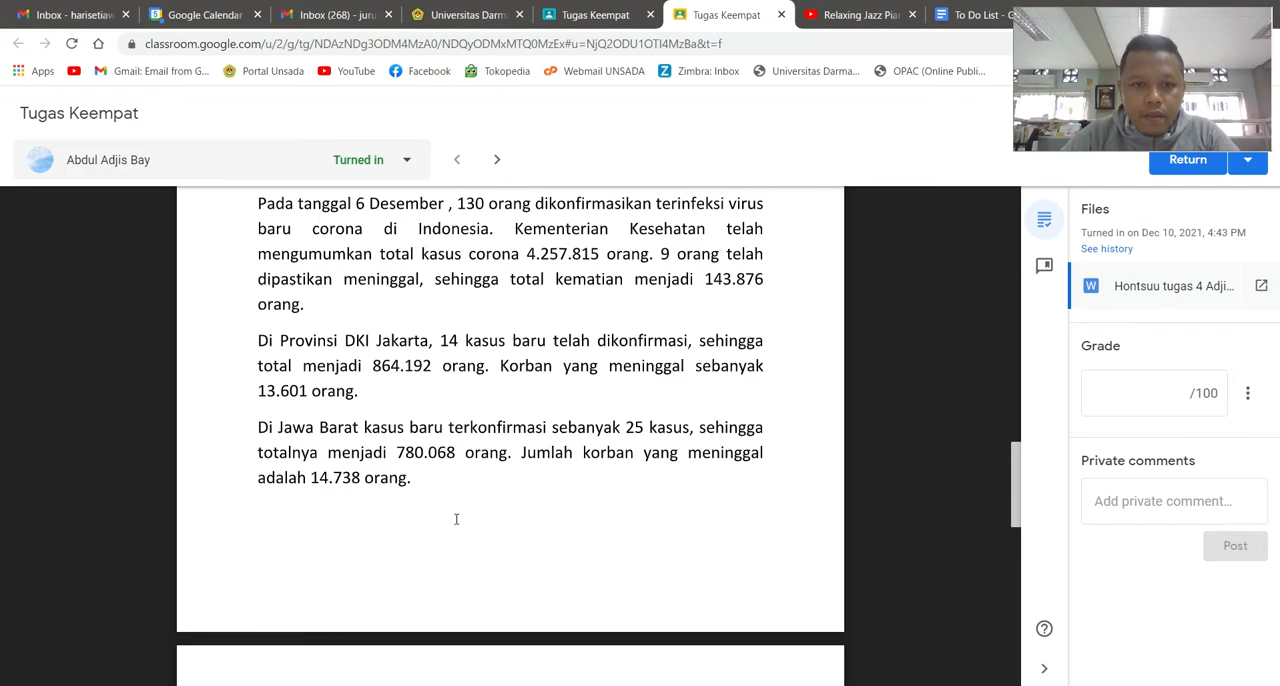 Inbox - harisetiaw
Google Calendar
Inbox (268) - juru
Universitas Darm
Tugas Keempat
Tugas Keempat
Relaxing Jazz Pia
To Do List - G
classroom.google.com/u/2/g/tg/NDAzNDg3ODM4MzA0/NDQyODMxMTQ0MzEx#u=NjQ2ODU1OTI4MzBa&t=f
Apps
Gmail: Email from G...
Portal Unsada
YouTube
Facebook
Tokopedia
Webmail UNSADA
Zimbra: Inbox
Universitas Darma...
OPAC (Online Publi...
Tugas Keempat
Abdul Adjis Bay
Turned in
Return
Pada tanggal 6 Desember , 130 orang dikonfirmasikan terinfeksi virus
baru corona di Indonesia. Kementerian Kesehatan telah
mengumumkan total kasus corona 4.257.815 orang. 9 orang telah
dipastikan meninggal, sehingga total kematian menjadi 143.876
orang.
Di Provinsi DKI Jakarta, 14 kasus baru telah dikonfirmasi, sehingga
total menjadi 864.192 orang. Korban yang meninggal sebanyak
13.601 orang.
Di Jawa Barat kasus baru terkonfirmasi sebanyak 25 kasus, sehingga
totalnya menjadi 780.068 orang. Jumlah korban yang meninggal
adalah 14.738 orang.
Files
Turned in on Dec 10, 2021, 4:43 PM
See history
W
Hontsuu tugas 4 Adji...
Grade
/100
Private comments
Add private comment...
Post